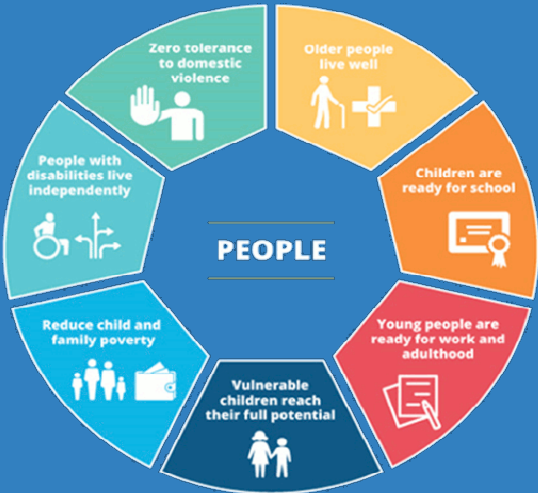 Zero tolerance
to domestic
violence
Older people
live well
Children are
ready for school
Young people are
ready for work and
adulthood
Vulnerable
children reach
their full potential
Reduce child and
family poverty
People with
disabilities live
independently
PEOPLE